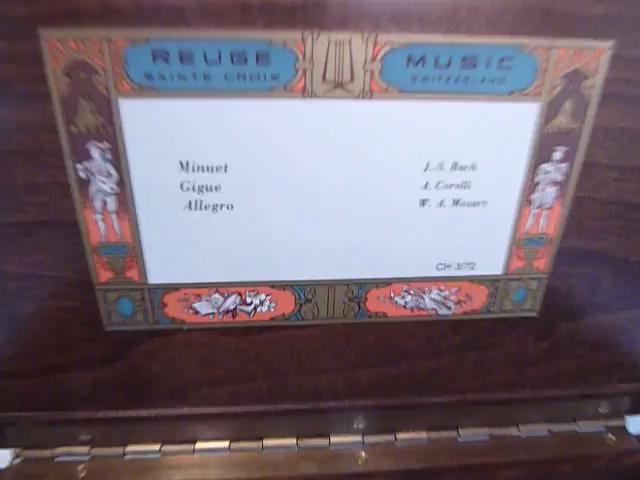 REUGE MUSIC
SAINTE-CROIX SWITZERLAND
Minuet J.-S. Bach
Gigue A. Corelli
Allegro W. A. Mozart
CH 3/72